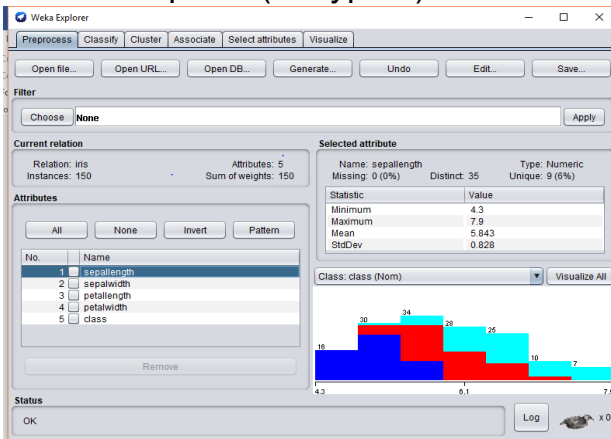 Weka Explorer
Preprocess Classify Cluster Associate Select attributes Visualize
Open file... Open URL... Open DB... Generate... Undo Edit... Save...
Filter
Choose None Apply
Current relation
Relation: iris Attributes: 5
Instances: 150 Sum of weights: 150
Attributes
All None Invert Pattern
No. Name
1 sepallength
2 sepalwidth
3 petallength
4 petalwidth
5 class
Remove
Selected attribute
Name: sepallength Type: Numeric
Missing: 0 (0%) Distinct: 35 Unique: 9 (6%)
Statistic Value
Minimum 4.3
Maximum 7.9
Mean 5.843
StdDev 0.828
Class: class (Nom) Visualize All
16 30 34 28 25 10 7
4.3 6.1 7.9
Status
OK Log x 0